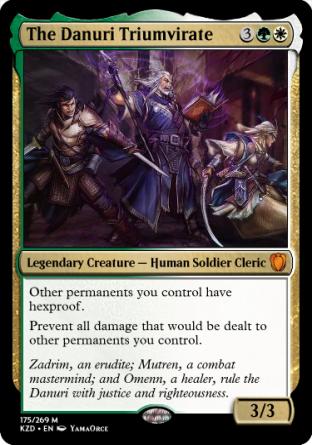 The Danuri Triumvirate 3
Legendary Creature — Human Soldier Cleric
Other permanents you control have
hexproof.
Prevent all damage that would be dealt to
other permanents you control.
Zadrim, an erudite; Mutren, a combat
mastermind; and Omenn, a healer, rule the
Danuri with justice and righteousness.
3/3
175/269 M
KZD • EN YamaOrce